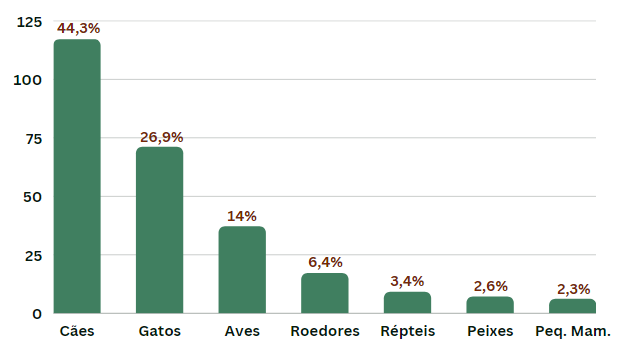 125
100
75
50
25
0
44,3%
26,9%
14%
6,4%
3,4%
2,6%
2,3%
Cães
Gatos
Aves
Roedores
Répteis
Peixes
Peq. Mam.